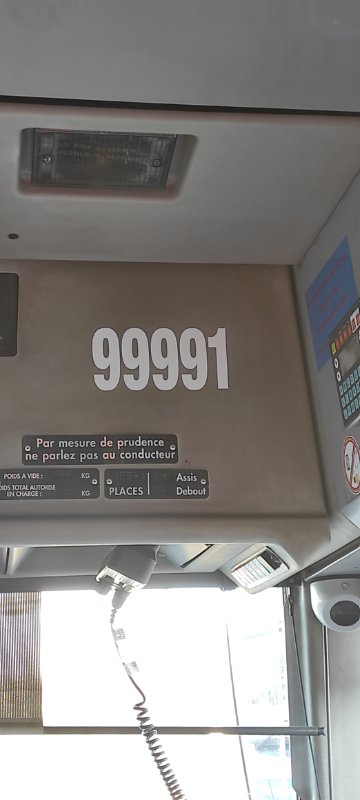 99991
Par mesure de prudence
ne parlez pas au conducteur
POIDS A VIDE : KG
POIDS TOTAL AUTORISE
EN CHARGE : KG
PLACES
Assis
Debout